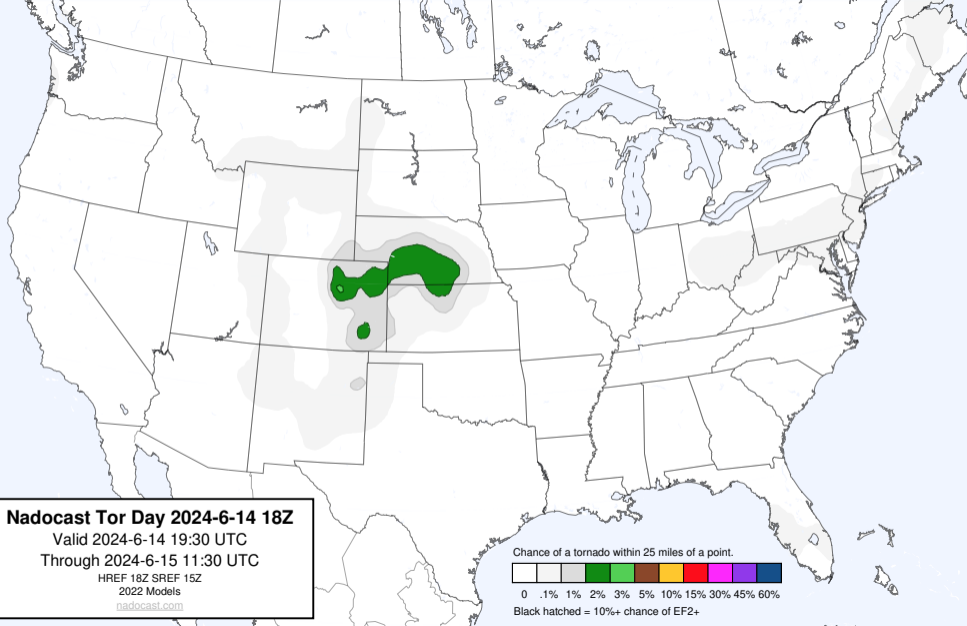 Nadocast Tor Day 2024-6-14 18Z
Valid 2024-6-14 19:30 UTC
Through 2024-6-15 11:30 UTC
HREF 18Z SREF 15Z
2022 Models
nadocast.com
Chance of a tornado within 25 miles of a point.
0 .1% 1% 2% 3% 5% 10% 15% 30% 45% 60%
Black hatched = 10%+ chance of EF2+